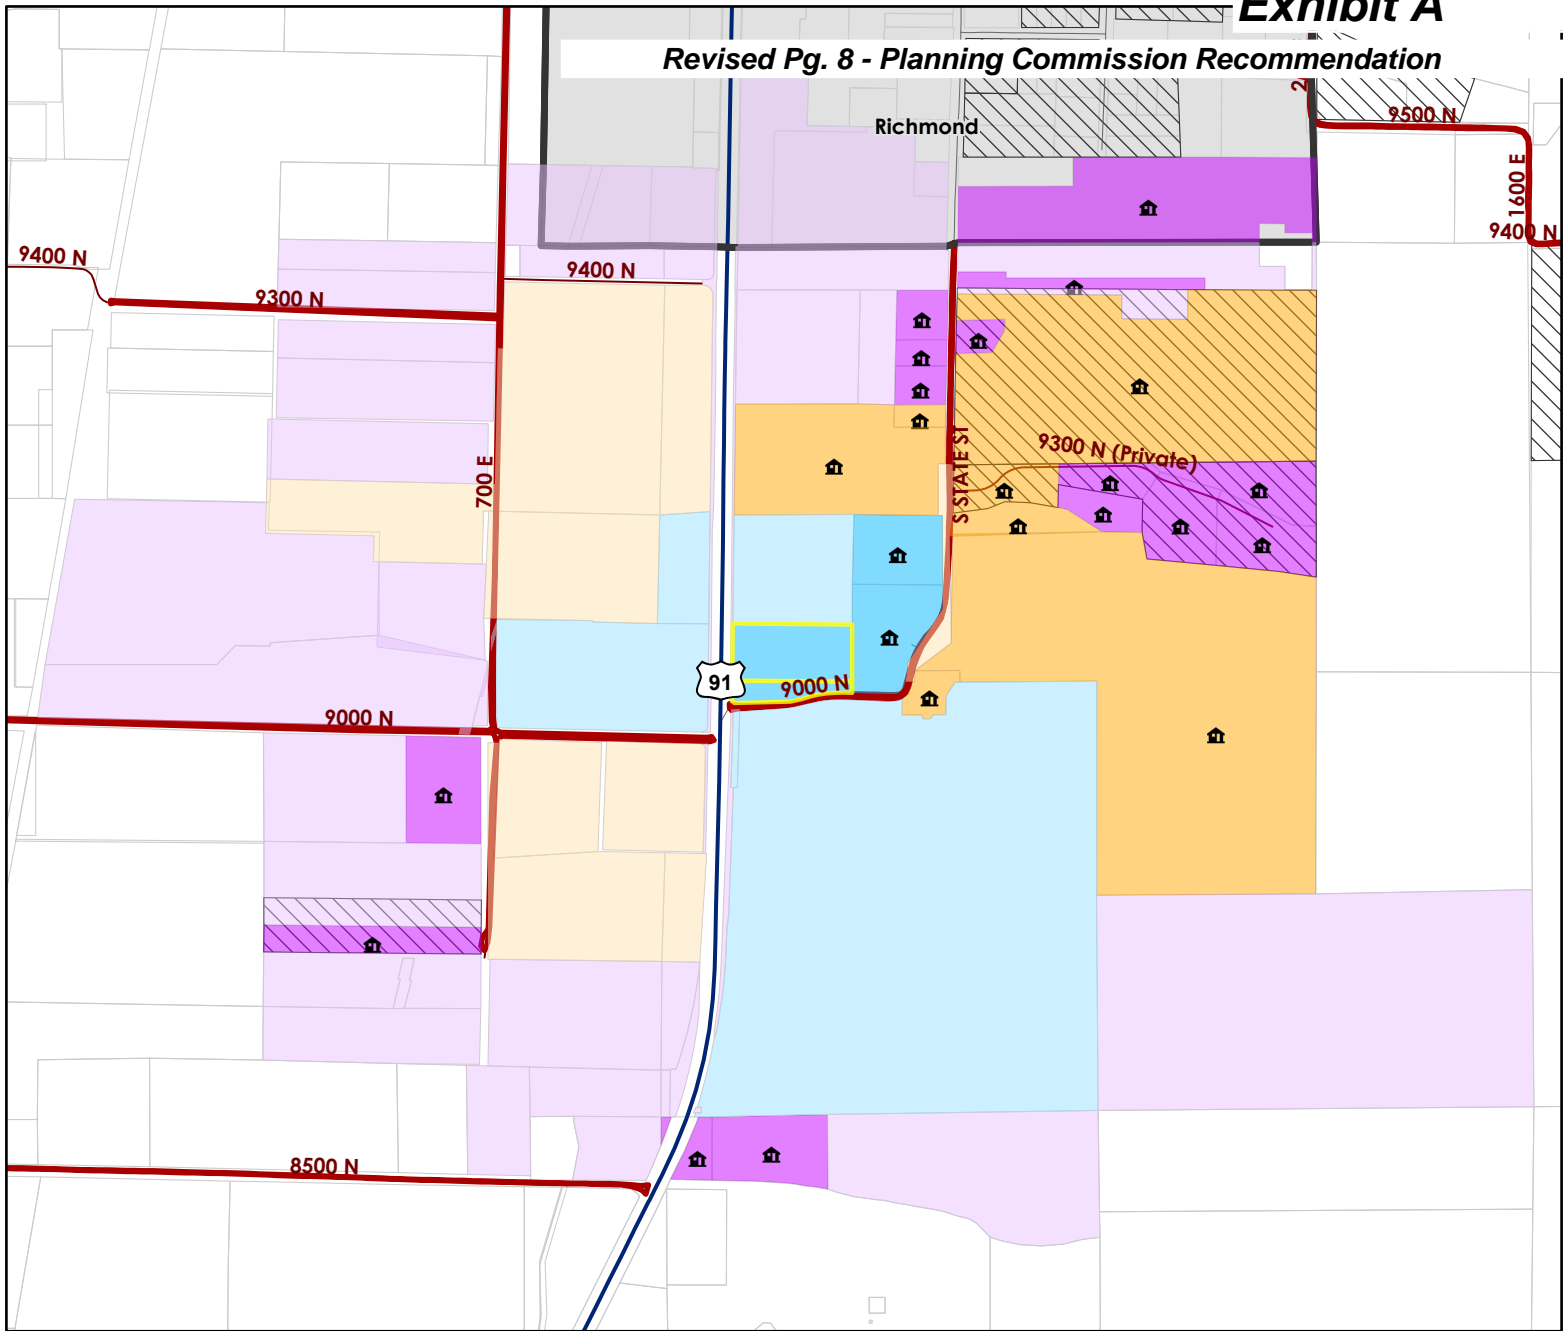 Exhibit A
Revised Pg. 8 - Planning Commission Recommendation
Richmond
9500 N
1600 E
9400 N
9400 N
9400 N
9300 N
700 E
S STATE ST
9300 N (Private)
91
9000 N
9000 N
8500 N